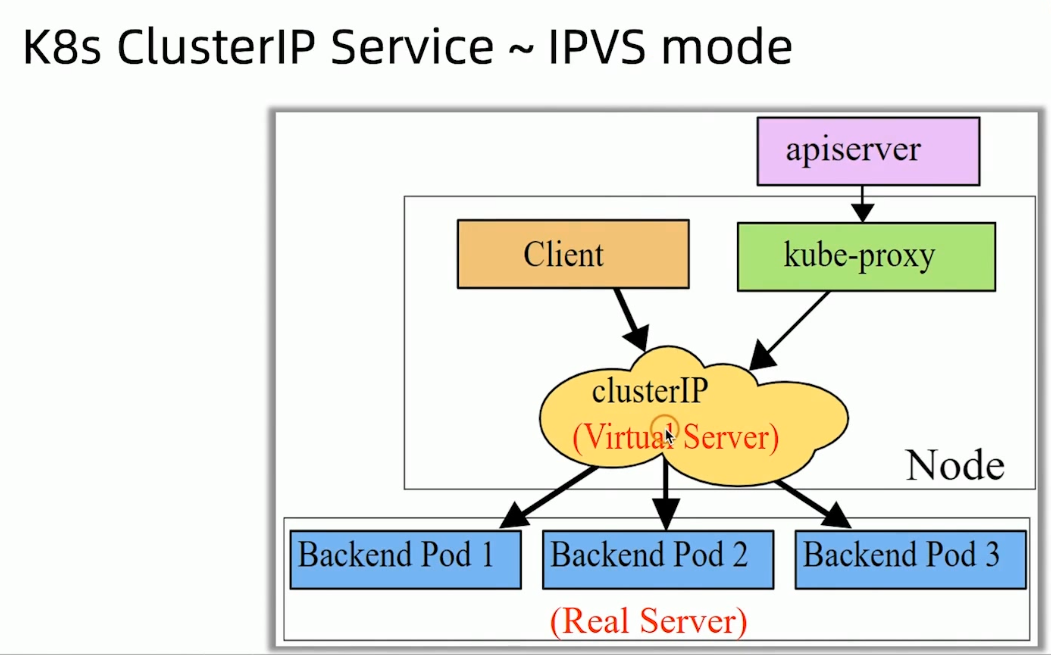 K8s ClusterIP Service ~ IPVS mode
apiserver
Client
kube-proxy
clusterIP
(Virtual Server)
Node
Backend Pod 1
Backend Pod 2
Backend Pod 3
(Real Server)